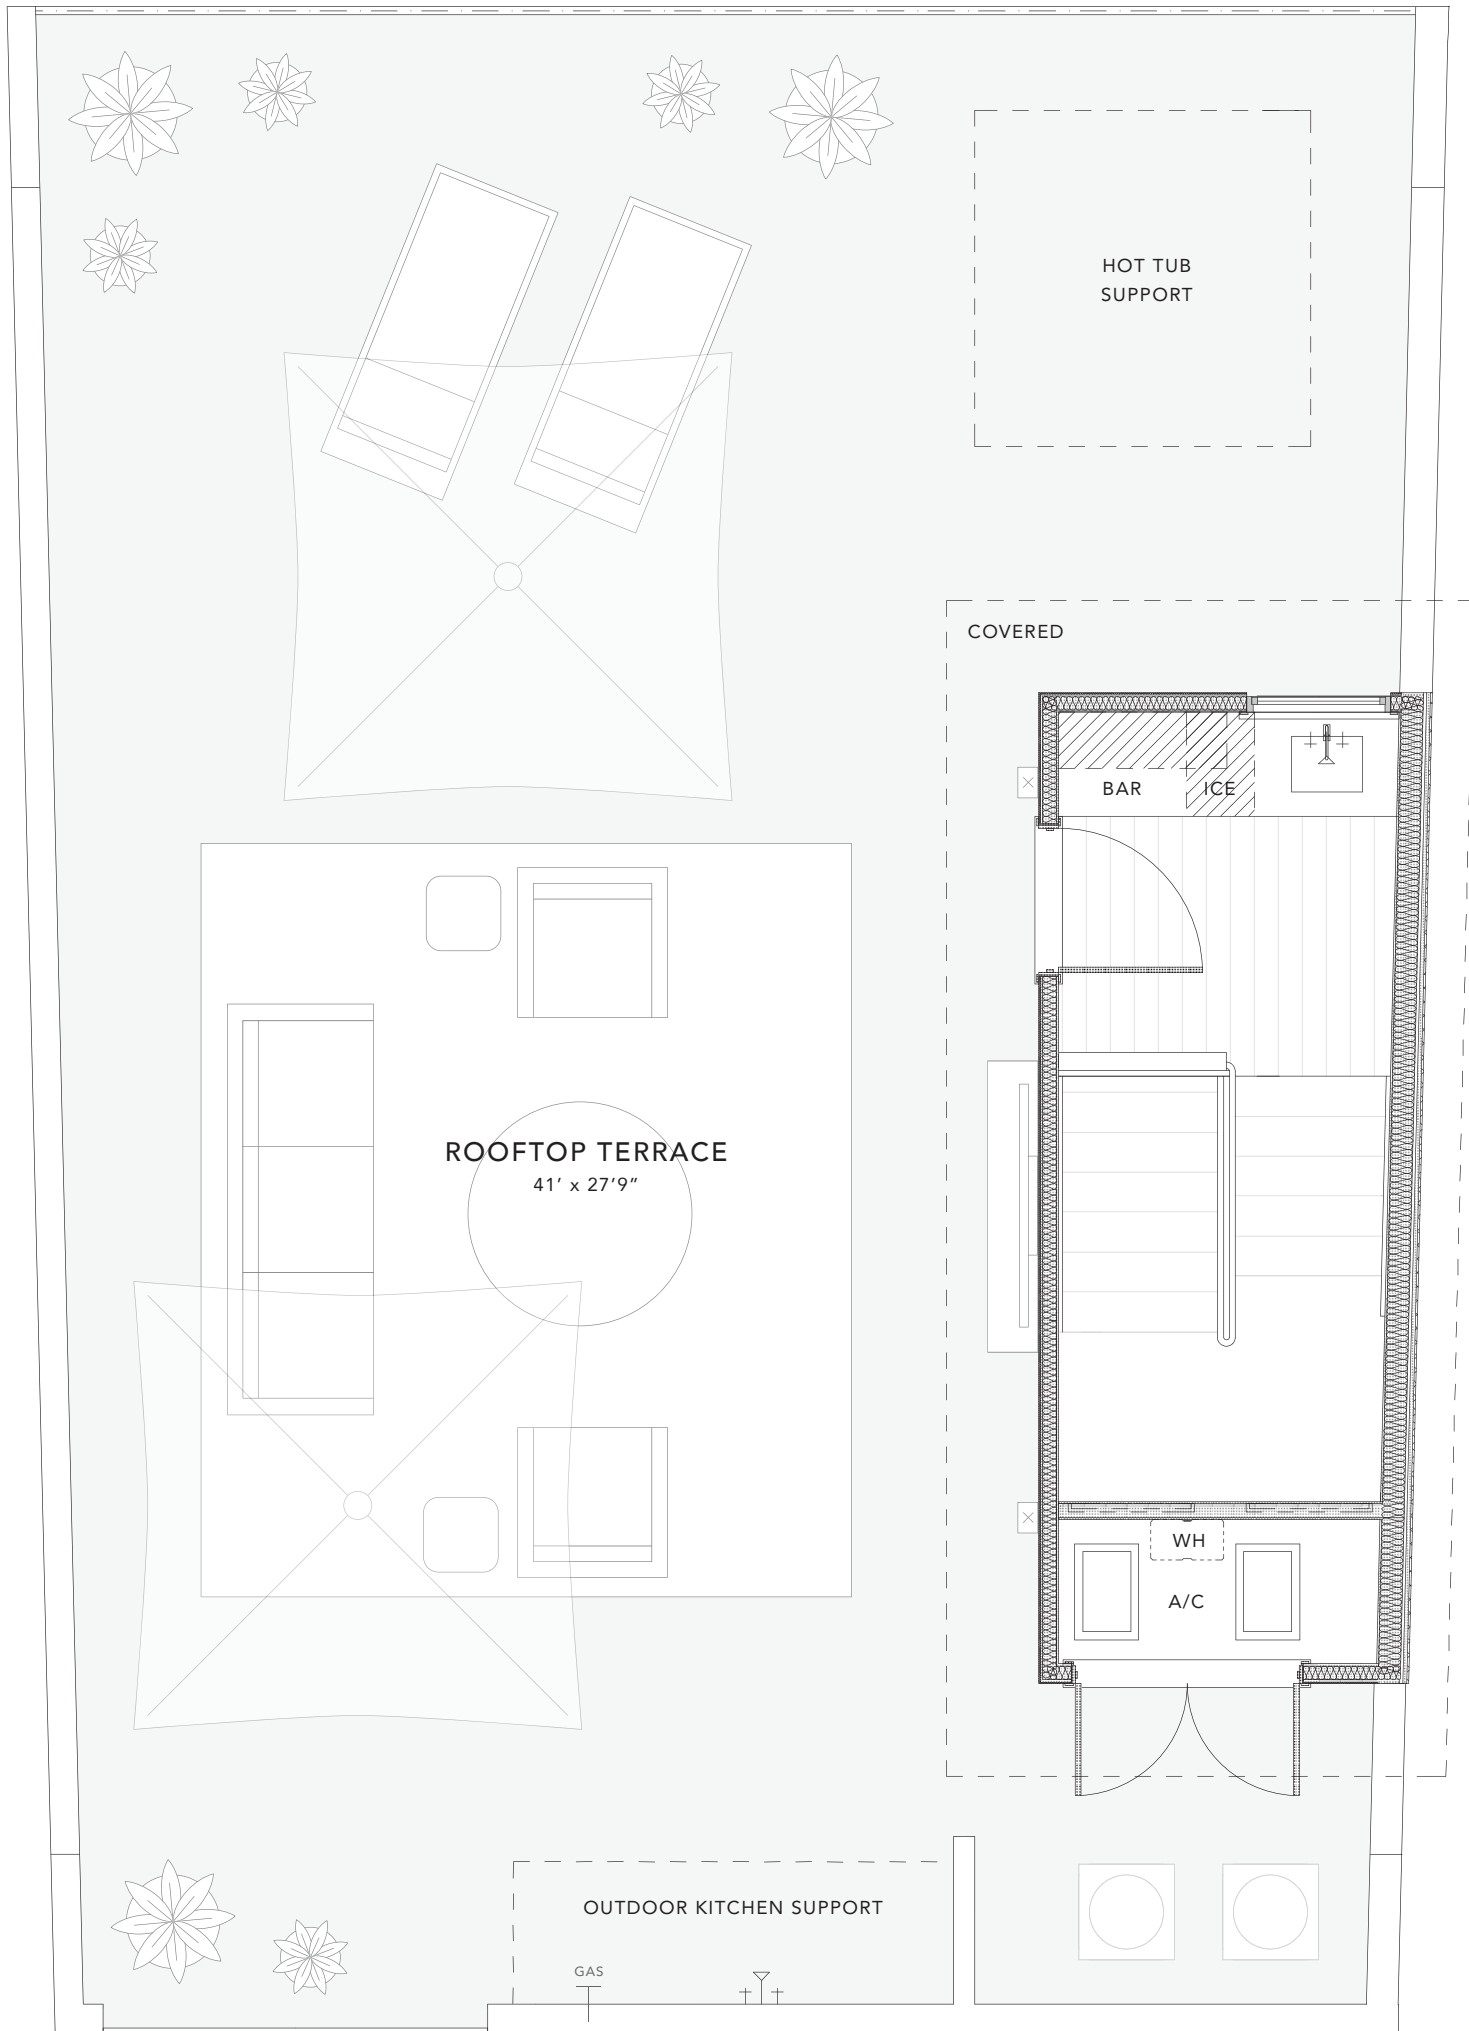 HOT TUB
SUPPORT
COVERED
BAR
ICE
ROOFTOP TERRACE
41’ x 27’9”
WH
A/C
OUTDOOR KITCHEN SUPPORT
GAS